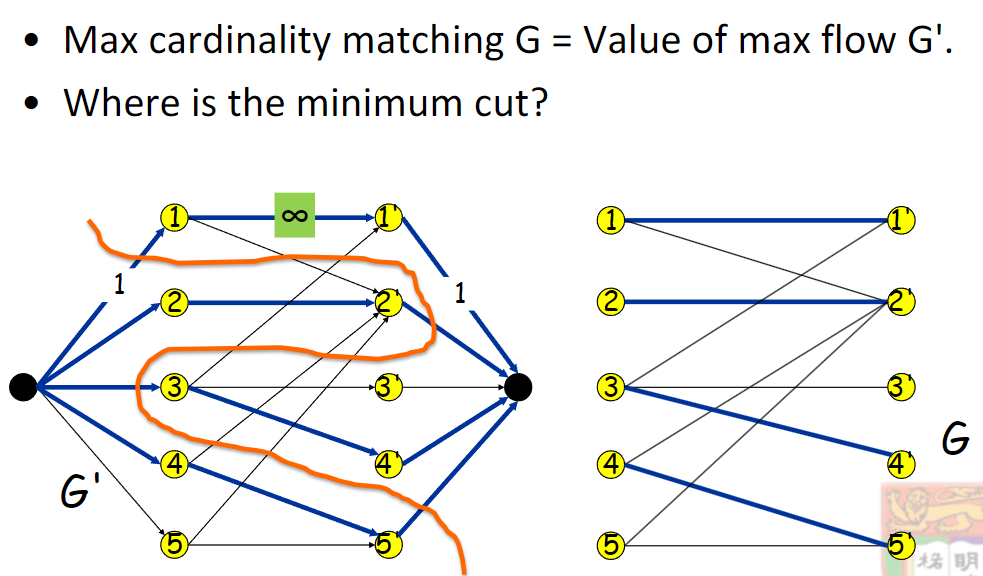 • Max cardinality matching G = Value of max flow G'.
• Where is the minimum cut?
1 ∞ 1' 1 1'
1 1
2 2' 2 2'
3 3' 3 3'
G
4 4' 4 4'
G'
5 5' 5 5'
明